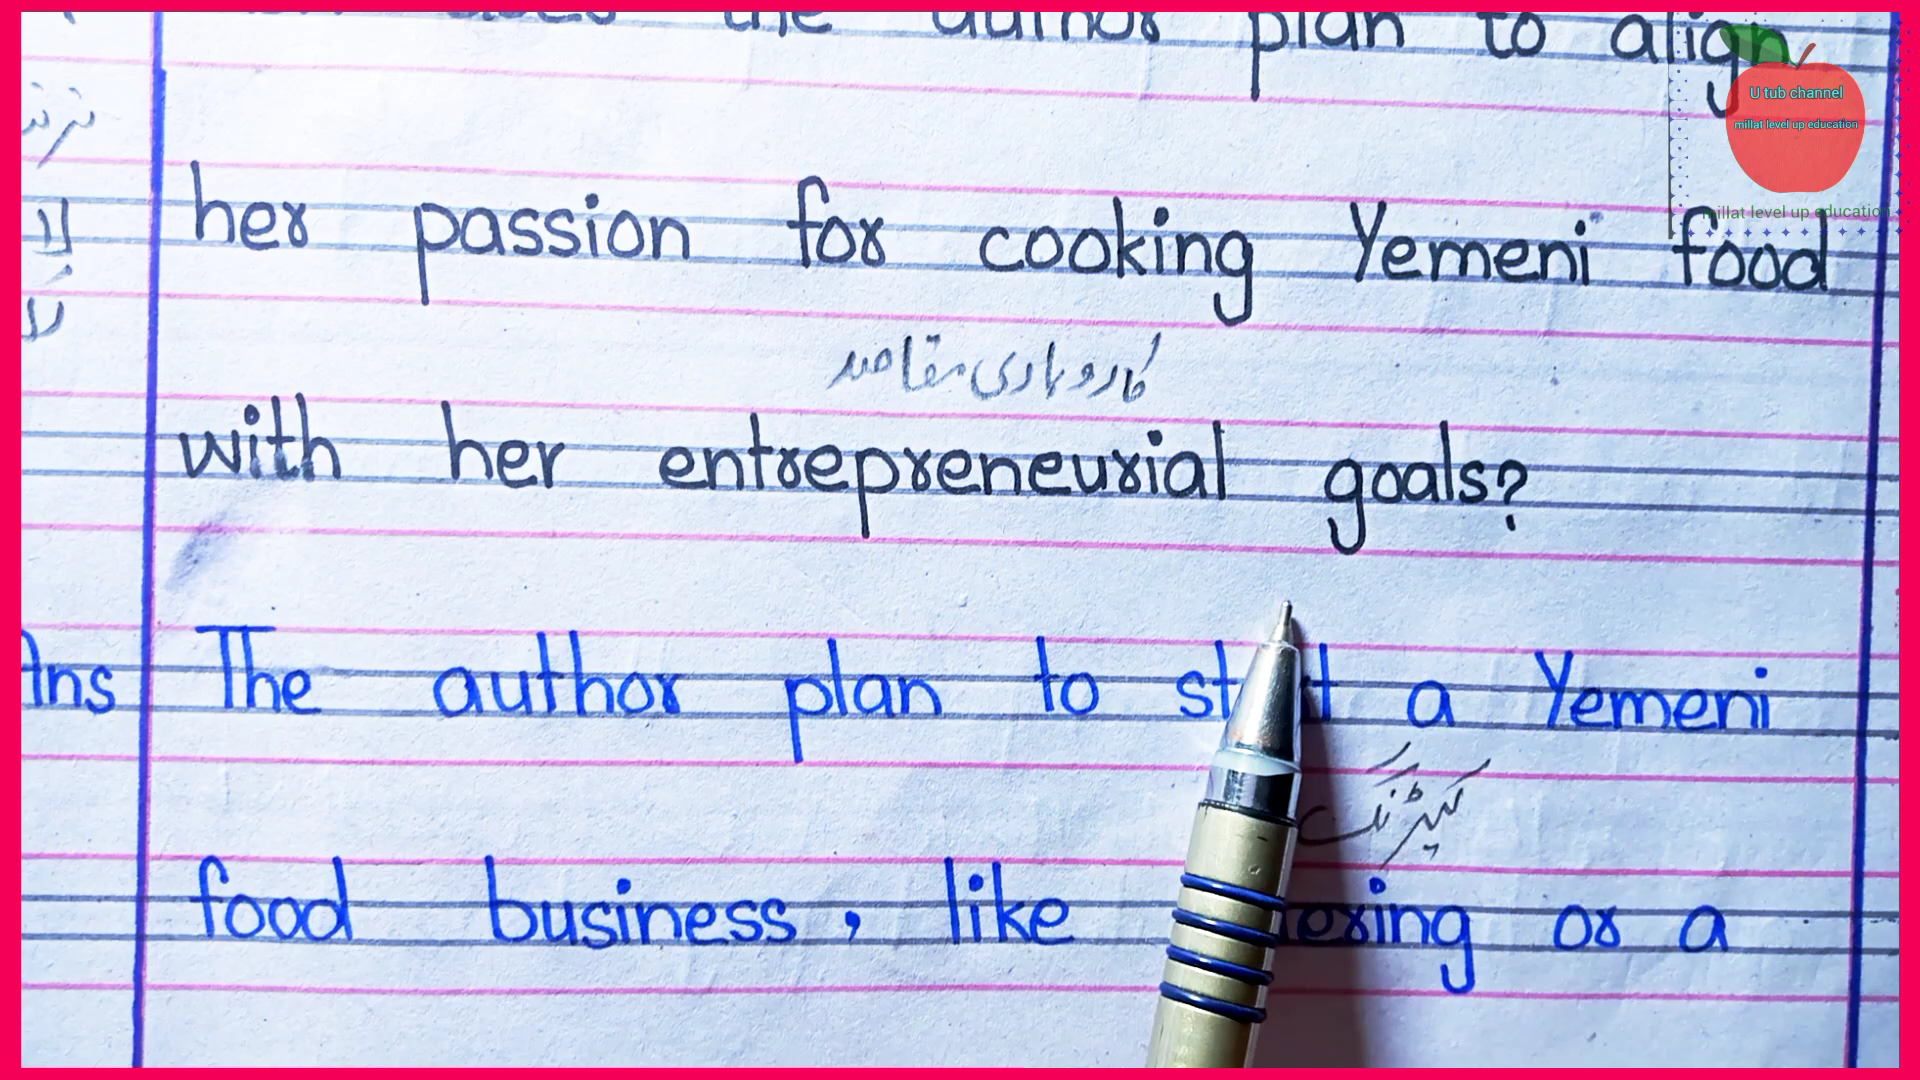 the author plan to align
her passion for cooking Yemeni food
کاروباری مقاصد
with her entrepreneurial goals?
Ans The author plan to a Yemeni
کیٹرنگ
food business, like or a
U tub channel
millat level up education
millat level up education